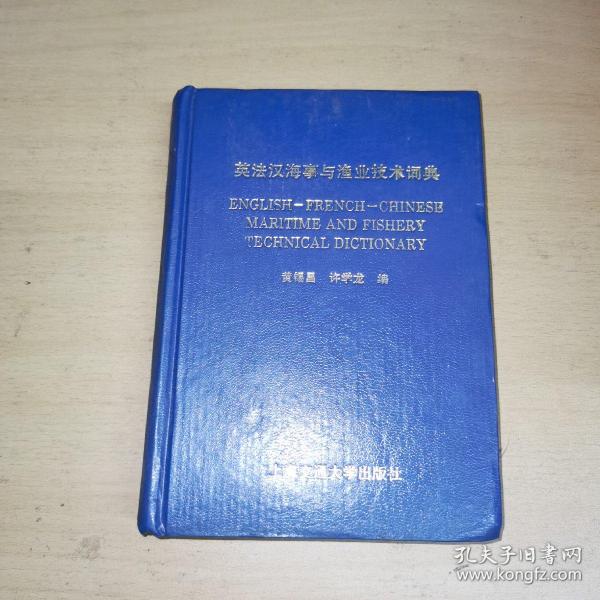 英法汉海事与渔业技术词典
ENGLISH-FRENCH-CHINESE
MARITIME AND FISHERY
TECHNICAL DICTIONARY
黄锡昌 许学龙 编
上海交通大学出版社
孔夫子旧书网
www.kongfz.com